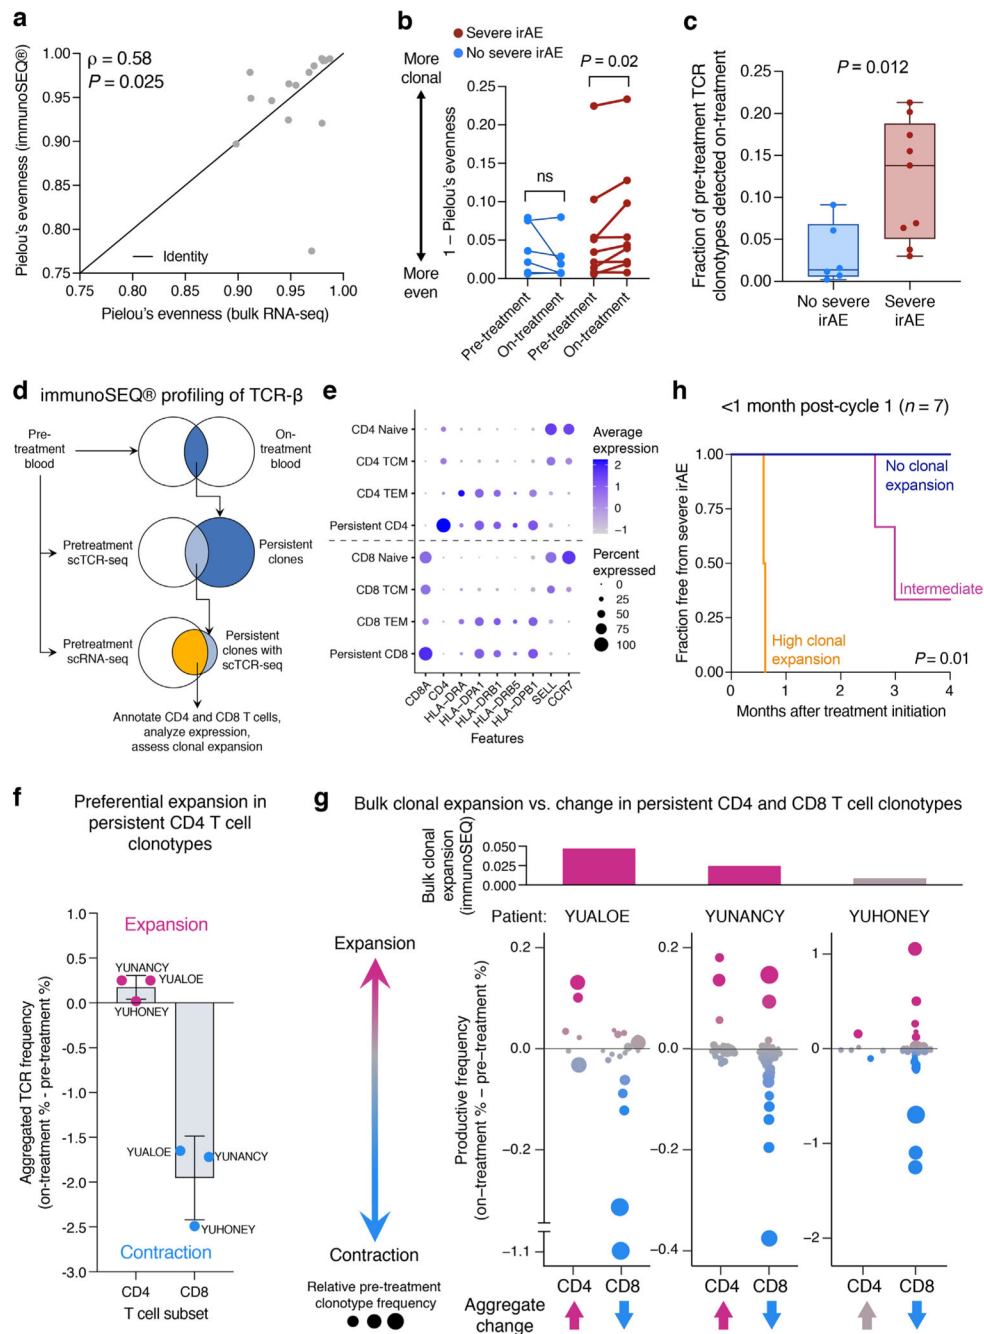 a
ρ = 0.58
P = 0.025
Pielou's evenness (immunoSEQ®)
1.00
0.95
0.90
0.85
0.80
0.75
Identity
0.75 0.80 0.85 0.90 0.95 1.00
Pielou's evenness (bulk RNA-seq)
b
Severe irAE
No severe irAE
More
clonal
More
even
1 – Pielou's evenness
P = 0.02
ns
0.25
0.20
0.15
0.10
0.05
0.00
Pre-treatment
On-treatment
Pre-treatment
On-treatment
c
P = 0.012
Fraction of pre-treatment TCR
clonotypes detected on-treatment
0.25
0.20
0.15
0.10
0.05
0.00
No severe
irAE
Severe
irAE
d
immunoSEQ® profiling of TCR-β
Pre-
treatment
blood
On-
treatment
blood
Pretreatment
scTCR-seq
Persistent
clones
Pretreatment
scRNA-seq
Persistent
clones with
scTCR-seq
Annotate CD4 and CD8 T cells,
analyze expression,
assess clonal expansion
e
CD4 Naive
CD4 TCM
CD4 TEM
Persistent CD4
CD8 Naive
CD8 TCM
CD8 TEM
Persistent CD8
CD8A
CD4
HLA–DRA
HLA–DPA1
HLA–DRB1
HLA–DRB5
HLA–DPB1
SELL
CCR7
Features
Average
expression
2
1
0
−1
Percent
expressed
0
25
50
75
100
h
<1 month post-cycle 1 (n = 7)
Fraction free from severe irAE
1.00
0.75
0.50
0.25
0.00
No clonal
expansion
Intermediate
High clonal
expansion
P = 0.01
0 1 2 3 4
Months after treatment initiation
f
Preferential expansion in
persistent CD4 T cell
clonotypes
Aggregated TCR frequency
(on-treatment % - pre-treatment %)
1.0
0.5
0.0
-0.5
-1.0
-1.5
-2.0
-2.5
-3.0
Expansion
YUNANCY
YUALOE
YUHONEY
YUALOE
YUNANCY
YUHONEY
Contraction
CD4 CD8
T cell subset
g
Bulk clonal expansion vs. change in persistent CD4 and CD8 T cell clonotypes
Bulk clonal
expansion
(immunoSEQ)
0.050
0.025
0.000
Patient: YUALOE YUNANCY YUHONEY
Expansion
Contraction
Relative pre-treatment
clonotype frequency
Productive frequency
(on−treatment % − pre−treatment %)
0.2
0.0
−0.2
−1.1
0.2
0.0
−0.2
−0.4
1
0
−1
−2
CD4 CD8 CD4 CD8 CD4 CD8
Aggregate
change